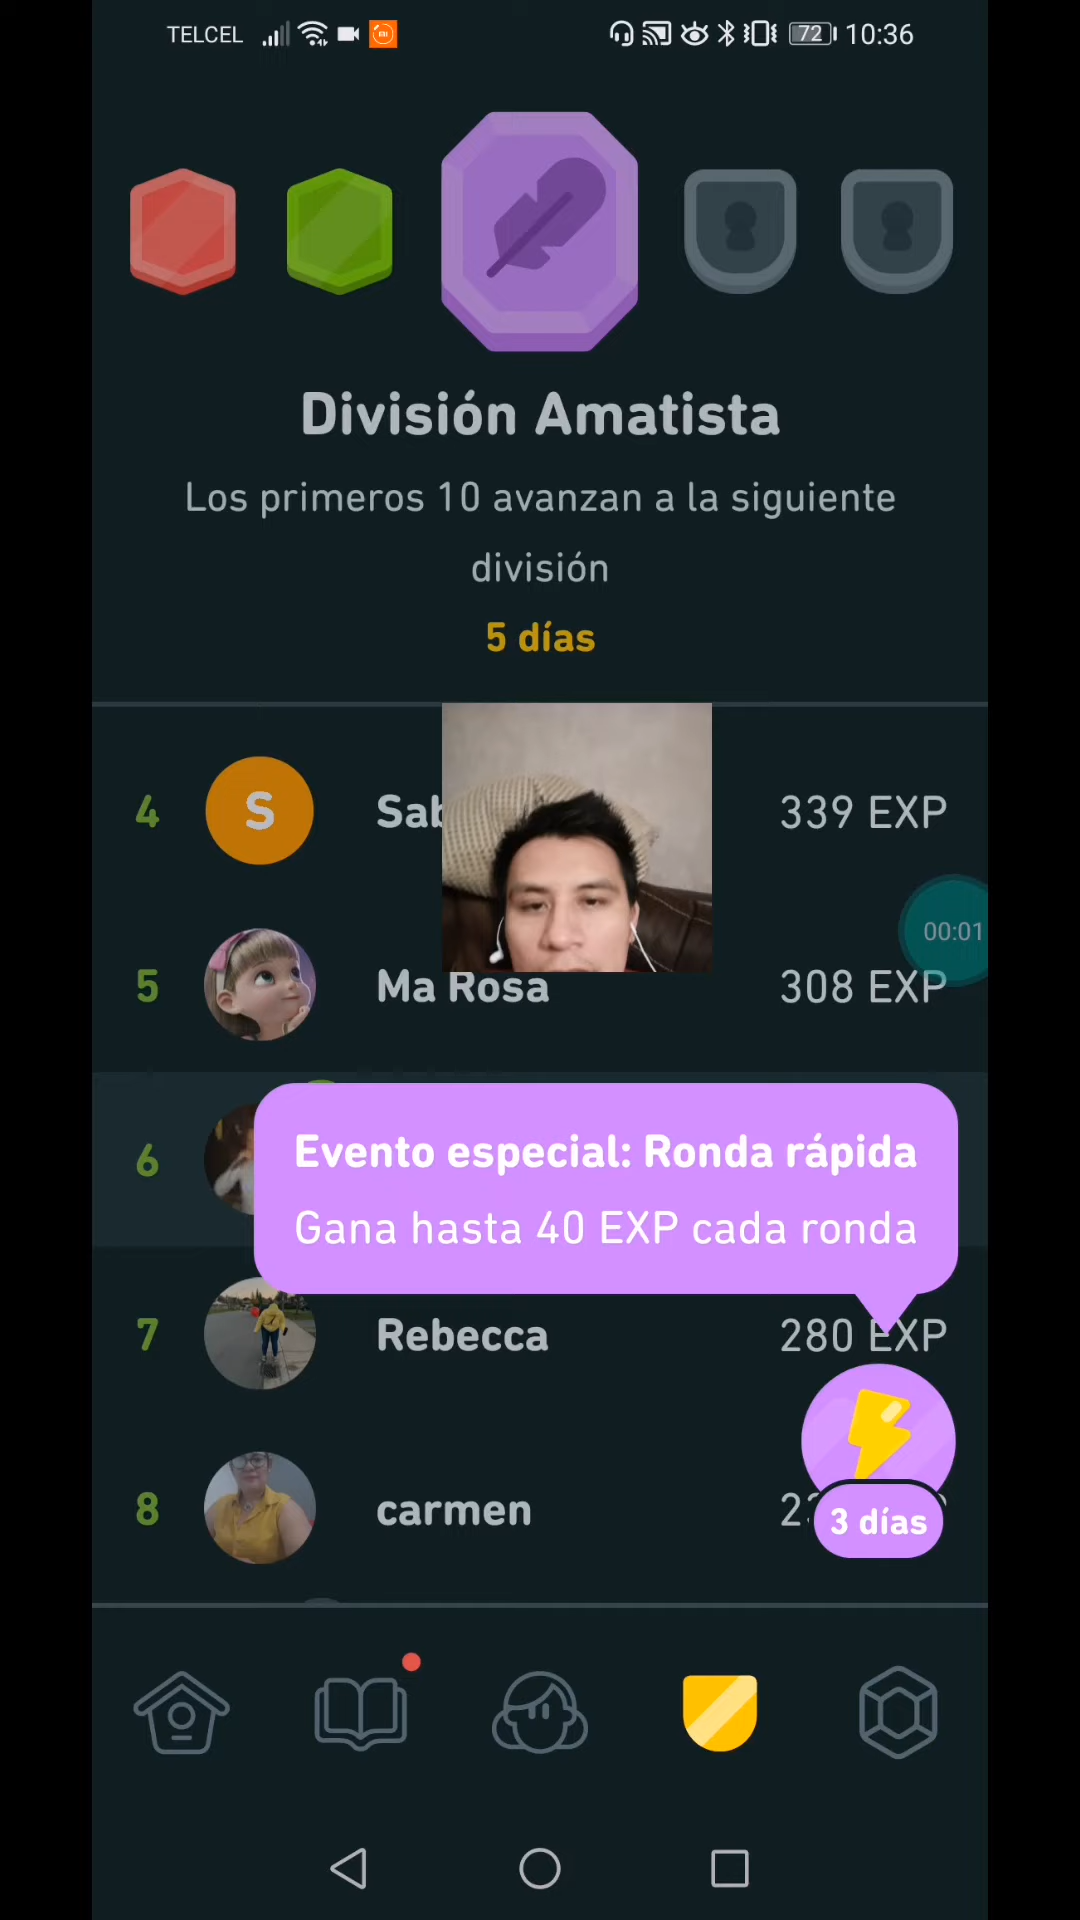 TELCEL 72 10:36
División Amatista
Los primeros 10 avanzan a la siguiente
división
5 días
4 S 339 EXP
00:01
5 Ma Rosa 308 EXP
6
Evento especial: Ronda rápida
Gana hasta 40 EXP cada ronda
7 Rebecca 280 EXP
8 carmen
3 días